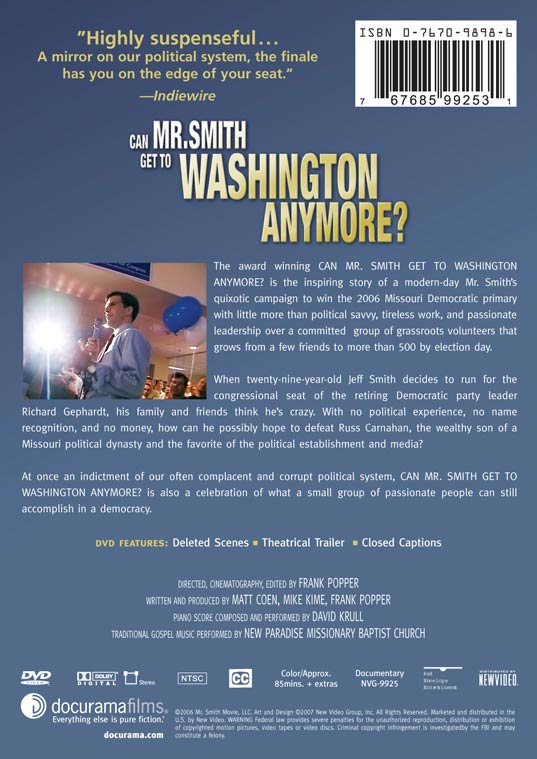 "Highly suspenseful...
A mirror on our political system, the finale
has you on the edge of your seat."
—Indiewire
ISBN 0-7670-9898-6
7 67685 99253 1
CAN MR.SMITH
GET TO WASHINGTON
ANYMORE?
The award winning CAN MR. SMITH GET TO WASHINGTON
ANYMORE? is the inspiring story of a modern-day Mr. Smith's
quixotic campaign to win the 2006 Missouri Democratic primary
with little more than political savvy, tireless work, and passionate
leadership over a committed group of grassroots volunteers that
grows from a few friends to more than 500 by election day.
When twenty-nine-year-old Jeff Smith decides to run for the
congressional seat of the retiring Democratic party leader
Richard Gephardt, his family and friends think he's crazy. With no political experience, no name
recognition, and no money, how can he possibly hope to defeat Russ Carnahan, the wealthy son of a
Missouri political dynasty and the favorite of the political establishment and media?
At once an indictment of our often complacent and corrupt political system, CAN MR. SMITH GET TO
WASHINGTON ANYMORE? is also a celebration of what a small group of passionate people can still
accomplish in a democracy.
DVD FEATURES: Deleted Scenes ▪ Theatrical Trailer ▪ Closed Captions
DIRECTED, CINEMATOGRAPHY, EDITED BY FRANK POPPER
WRITTEN AND PRODUCED BY MATT COEN, MIKE KIME, FRANK POPPER
PIANO SCORE COMPOSED AND PERFORMED BY DAVID KRULL
TRADITIONAL GOSPEL MUSIC PERFORMED BY NEW PARADISE MISSIONARY BAPTIST CHURCH
DVD
DOLBY
DIGITAL
Stereo
NTSC
CC
Color/Approx.
85mins. + extras
Documentary
NVG-9925
Red
Envelope
Entertainment
DISTRIBUTED BY
NEWVIDEO
docuramafilms®
Everything else is pure fiction.
docurama.com
©2006 Mr. Smith Movie, LLC. Art and Design ©2007 New Video Group, Inc. All Rights Reserved. Marketed and distributed in the
U.S. by New Video. WARNING Federal law provides severe penalties for the unauthorized reproduction, distribution or exhibition
of copyrighted motion pictures, video tapes or video discs. Criminal copyright infringement is investigatedby the FBI and may
constitute a felony.